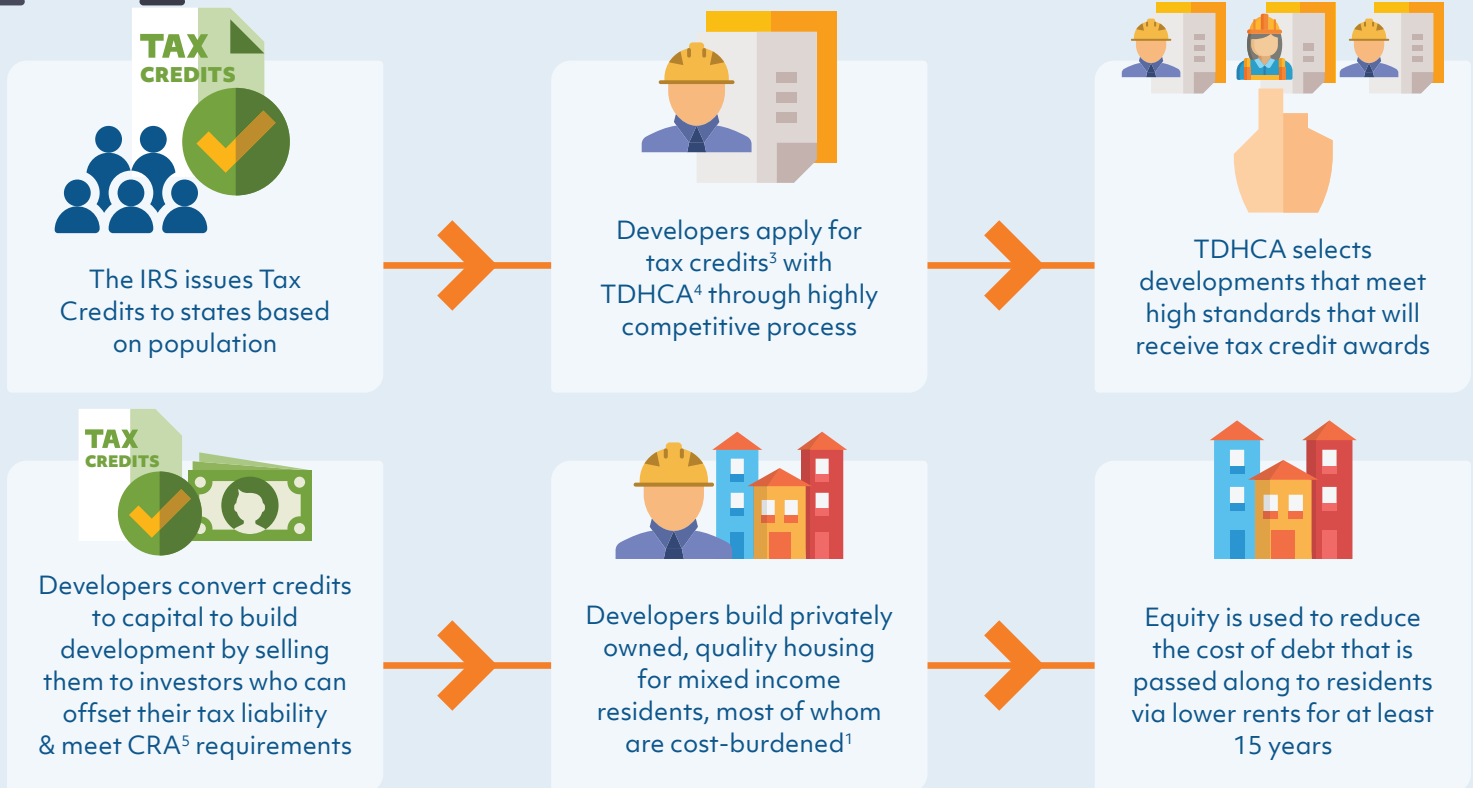 TAX
CREDITS
The IRS issues Tax
Credits to states based
on population
Developers apply for
tax credits³ with
TDHCA⁴ through highly
competitive process
TDHCA selects
developments that meet
high standards that will
receive tax credit awards
TAX
CREDITS
Developers convert credits
to capital to build
development by selling
them to investors who can
offset their tax liability
& meet CRA⁵ requirements
Developers build privately
owned, quality housing
for mixed income
residents, most of whom
are cost-burdened¹
Equity is used to reduce
the cost of debt that is
passed along to residents
via lower rents for at least
15 years